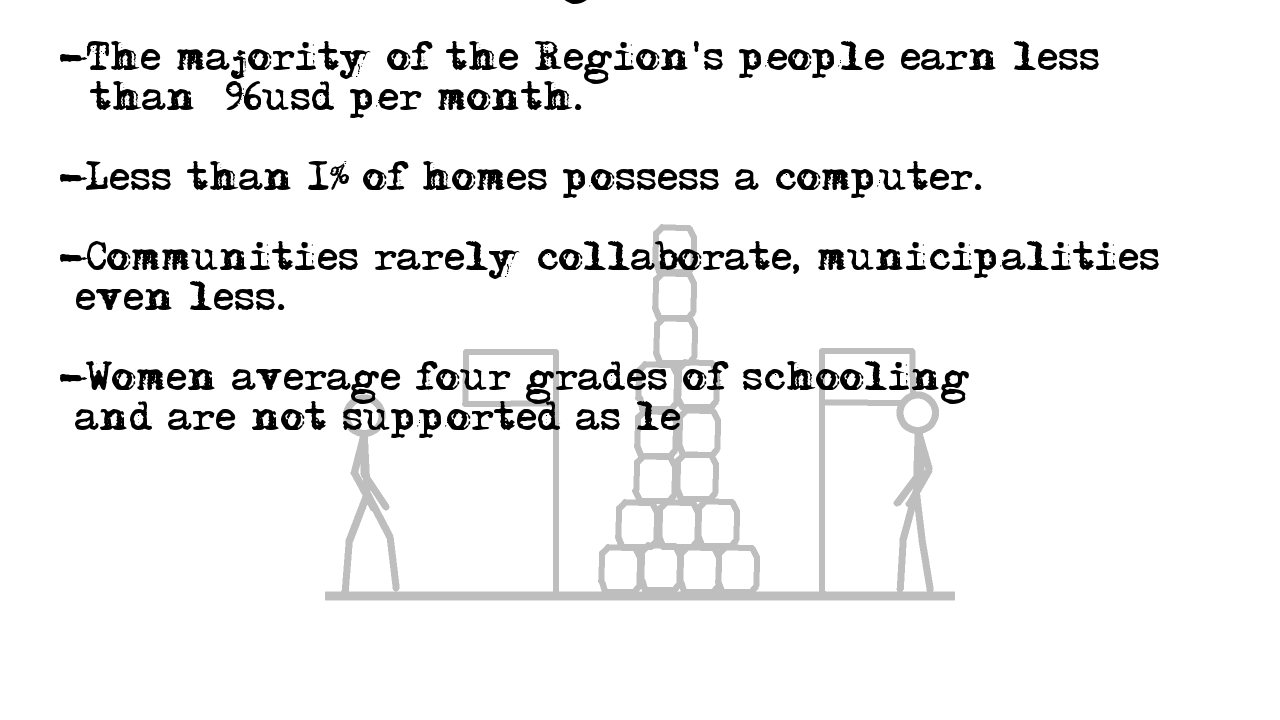 -The majority of the Region's people earn less
than 96usd per month.
-Less than I% of homes possess a computer.
-Communities rarely collaborate, municipalities
even less.
-Women average four grades of schooling
and are not supported as le